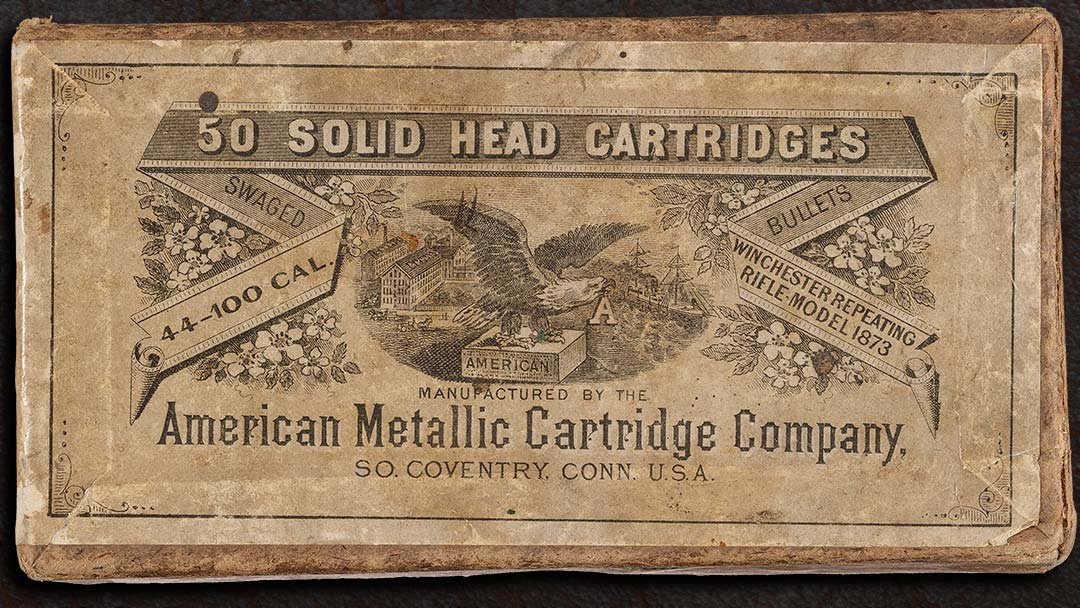 50 SOLID HEAD CARTRIDGES
SWAGED
BULLETS
44-100 CAL.
WINCHESTER REPEATING
RIFLE-MODEL 1873
A
AMERICAN
MANUFACTURED BY THE
American Metallic Cartridge Company,
SO. COVENTRY, CONN. U.S.A.